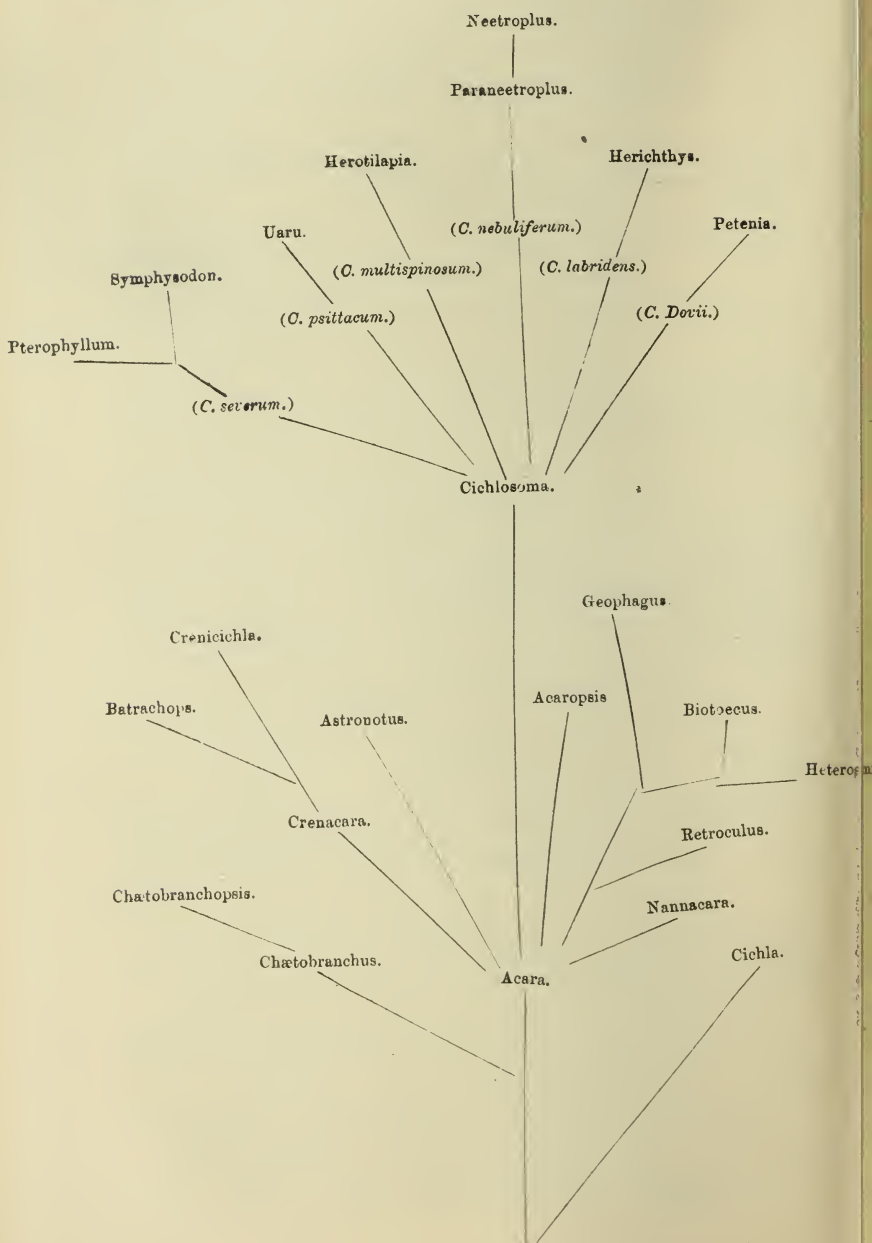 Neetroplus.
Paraneetroplus.
Herotilapia.
Herichthys.
Uaru.
(C. nebuliferum.)
Petenia.
Symphysodon.
(C. multispinosum.)
(C. labridens.)
Pterophyllum.
(C. psittacum.)
(C. Dovii.)
(C. severum.)
Cichlosoma.
Geophagus.
Crenicichla.
Batrachops.
Astronotus.
Acaropsis
Biotoecus.
Crenacara.
Retroculus.
Chætobranchopsis.
Nannacara.
Chætobranchus.
Acara.
Cichla.